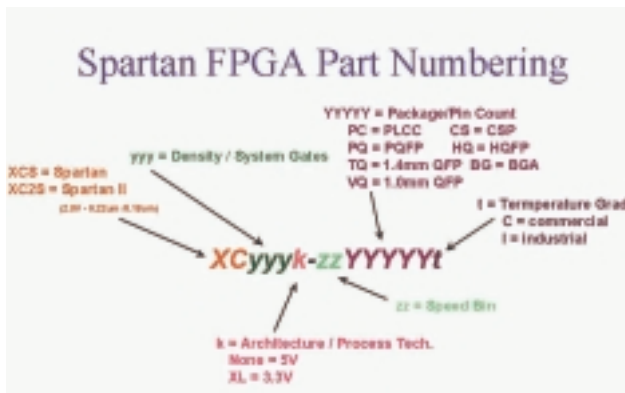 Spartan FPGA Part Numbering
YYYYY = Package/Pin Count
PC = PLCC CS = CSP
PQ = PQFP HQ = HQFP
TQ = 1.4mm QFP BG = BGA
VQ = 1.0mm QFP
yyy = Density / System Gates
XCS = Spartan
XC2S = Spartan II
t = Termperature Grad
C = commercial
I = industrial
XCyyyk-zzYYYYYt
zz = Speed Bin
k = Architecture / Process Tech.
None = 5V
XL = 3.3V